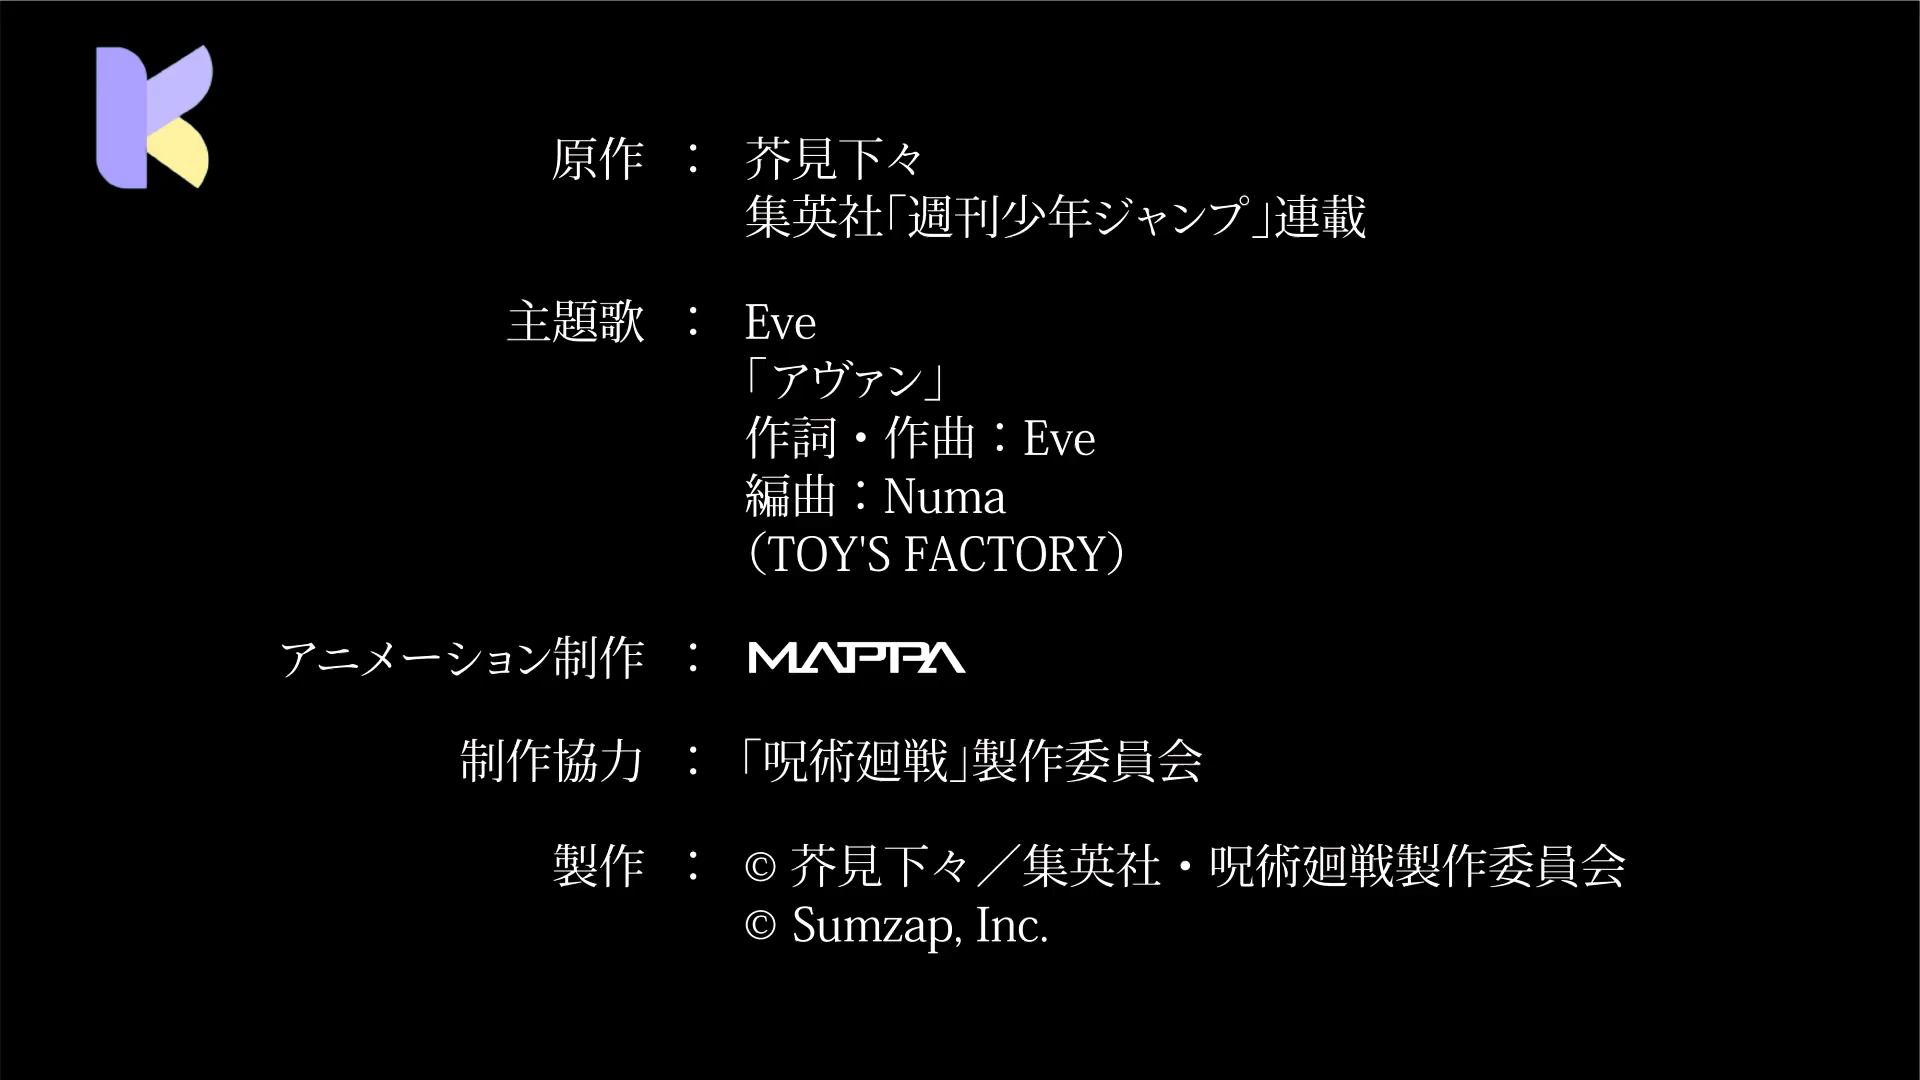 原作 : 芥見下々
集英社「週刊少年ジャンプ」連載
主題歌 : Eve
「アヴァン」
作詞・作曲：Eve
編曲：Numa
（TOY'S FACTORY）
アニメーション制作 : MAPPA
制作協力 : 「呪術廻戦」製作委員会
製作 : © 芥見下々／集英社・呪術廻戦製作委員会
© Sumzap, Inc.